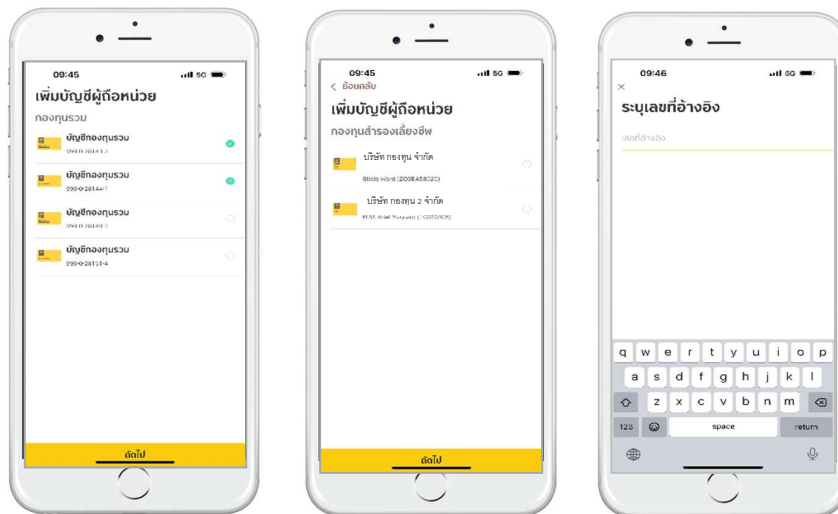 09:45
5G
เพิ่มบัญชีผู้ถือหน่วย
กองทุนรวม
บัญชีกองทุนรวม
บัญชีกองทุนรวม
999-0-28144-1
บัญชีกองทุนรวม
บัญชีกองทุนรวม
999-0-28151-4
ถัดไป
09:45
5G
< ย้อนกลับ
เพิ่มบัญชีผู้ถือหน่วย
กองทุนสำรองเลี้ยงชีพ
บริษัท กองทุน จำกัด
บริษัท กองทุน 2 จำกัด
ถัดไป
09:46
5G
×
ระบุเลขที่อ้างอิง
เลขที่อ้างอิง
q w e r t y u i o p
a s d f g h j k l
z x c v b n m
123 space return